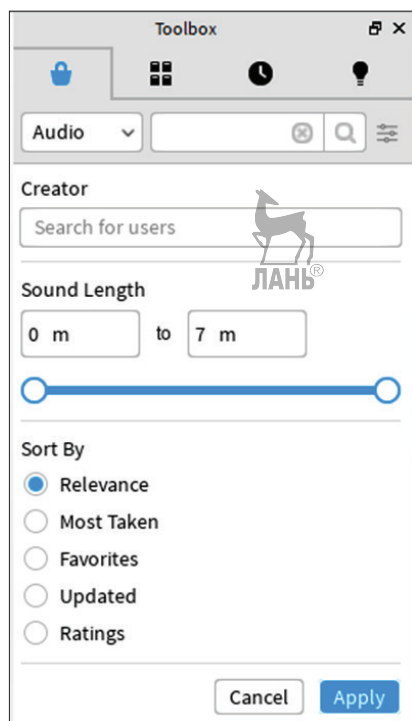 Toolbox
Audio
Creator
Search for users
ЛАНЬ®
Sound Length
0 m to 7 m
Sort By
Relevance
Most Taken
Favorites
Updated
Ratings
Cancel Apply